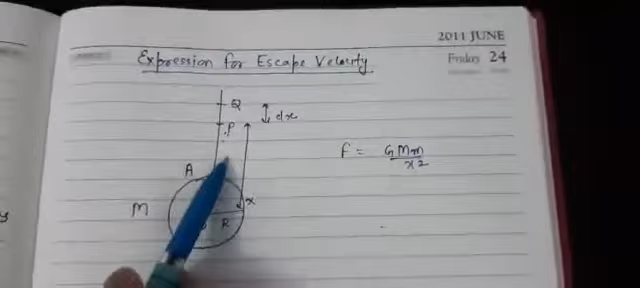 2011 JUNE
Friday 24
Expression for Escape Velocity
Q
dx
P
F = GMm
x2
A
x
M
R
y